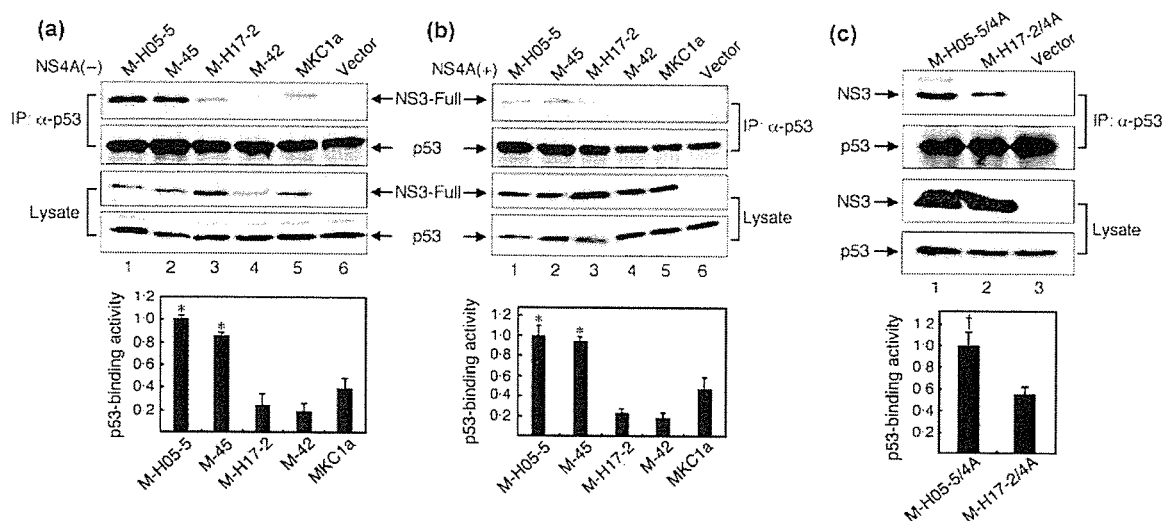 (a)
NS4A(−)
M-H05-5
M-45
M-H17-2
M-42
MKC1a
Vector
IP: α-p53
NS3-Full
p53
Lysate
NS3-Full
p53
1 2 3 4 5 6
p53-binding activity
1·2
1·0
0·8
0·6
0·4
0·2
*
*
M-H05-5
M-45
M-H17-2
M-42
MKC1a
(b)
NS4A(+)
M-H05-5
M-45
M-H17-2
M-42
MKC1a
Vector
IP: α-p53
Lysate
1 2 3 4 5 6
p53-binding activity
1·2
1·0
0·8
0·6
0·4
0·2
*
*
M-H05-5
M-45
M-H17-2
M-42
MKC1a
(c)
M-H05-5/4A
M-H17-2/4A
Vector
NS3
p53
IP: α-p53
NS3
p53
Lysate
1 2 3
p53-binding activity
1·2
1·0
0·8
0·6
0·4
0·2
†
M-H05-5/4A
M-H17-2/4A